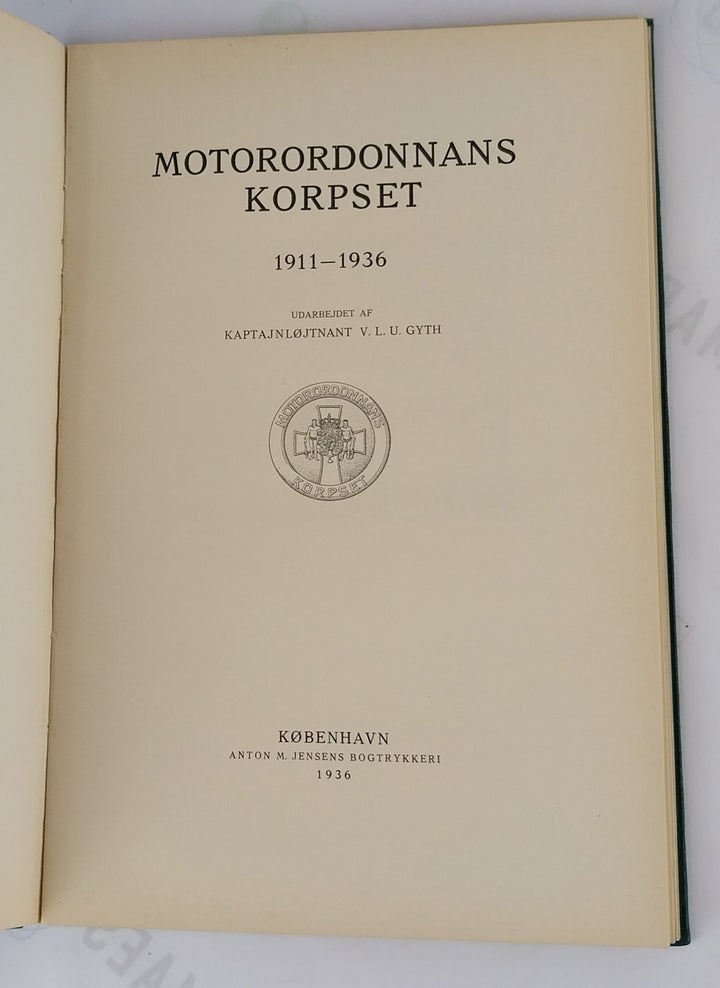 MOTORORDONNANS
KORPSET
1911—1936
UDARBEJDET AF
KAPTAJNLØJTNANT V. L. U. GYTH
MOTORORDONNANS
KORPSET
KØBENHAVN
ANTON M. JENSENS BOGTRYKKERI
1936